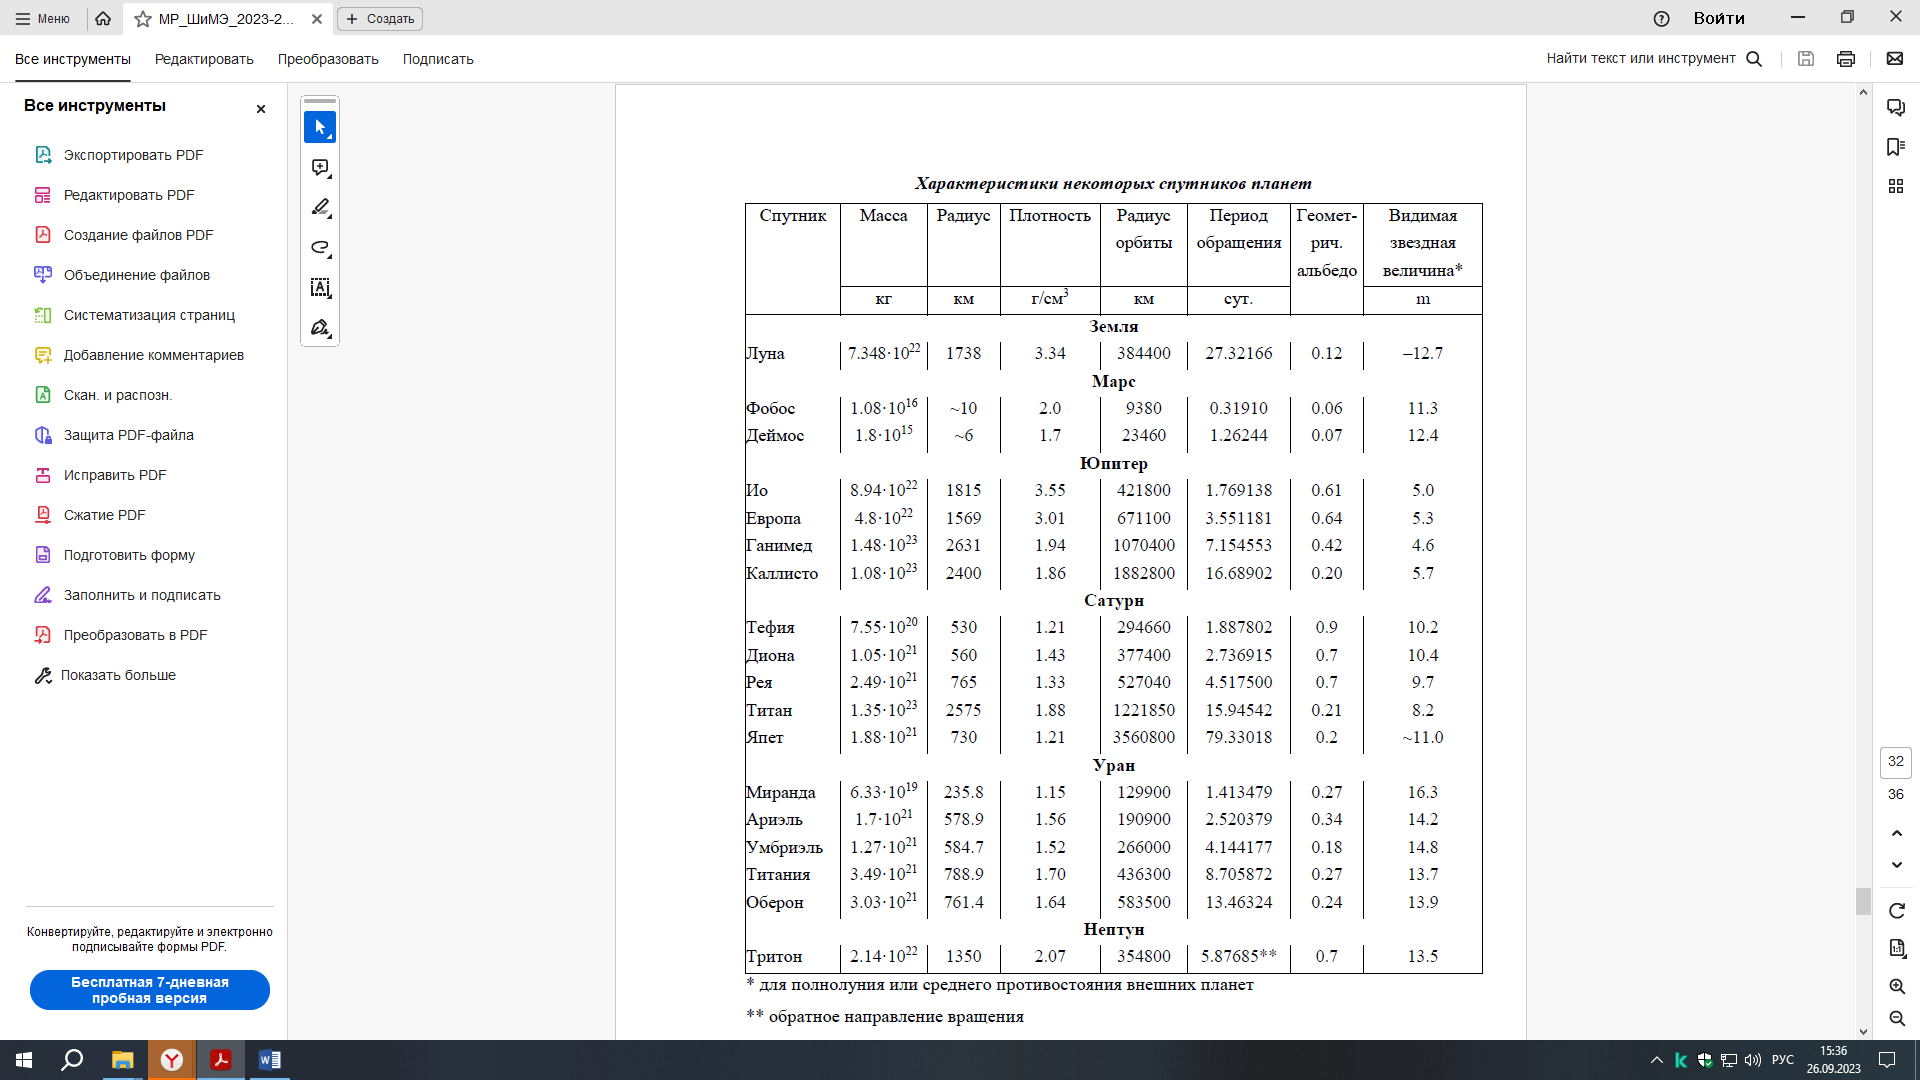 Меню
МР_ШиМЭ_2023-2...
Создать
Войти
Все инструменты Редактировать Преобразовать Подписать
Найти текст или инструмент
Все инструменты
Экспортировать PDF
Редактировать PDF
Создание файлов PDF
Объединение файлов
Систематизация страниц
Добавление комментариев
Скан. и распозн.
Защита PDF-файла
Исправить PDF
Сжатие PDF
Подготовить форму
Заполнить и подписать
Преобразовать в PDF
Показать больше
Конвертируйте, редактируйте и электронно
подписывайте формы PDF.
Бесплатная 7-дневная
пробная версия
Характеристики некоторых спутников планет
Спутник Масса Радиус Плотность Радиус Период Геомет- Видимая
орбиты обращения рич. звездная
альбедо величина*
кг км г/см³ км сут. m
Земля
Луна 7.348·10²² 1738 3.34 384400 27.32166 0.12 –12.7
Марс
Фобос 1.08·10¹⁶ ~10 2.0 9380 0.31910 0.06 11.3
Деймос 1.8·10¹⁵ ~6 1.7 23460 1.26244 0.07 12.4
Юпитер
Ио 8.94·10²² 1815 3.55 421800 1.769138 0.61 5.0
Европа 4.8·10²² 1569 3.01 671100 3.551181 0.64 5.3
Ганимед 1.48·10²³ 2631 1.94 1070400 7.154553 0.42 4.6
Каллисто 1.08·10²³ 2400 1.86 1882800 16.68902 0.20 5.7
Сатурн
Тефия 7.55·10²⁰ 530 1.21 294660 1.887802 0.9 10.2
Диона 1.05·10²¹ 560 1.43 377400 2.736915 0.7 10.4
Рея 2.49·10²¹ 765 1.33 527040 4.517500 0.7 9.7
Титан 1.35·10²³ 2575 1.88 1221850 15.94542 0.21 8.2
Япет 1.88·10²¹ 730 1.21 3560800 79.33018 0.2 ~11.0
Уран
Миранда 6.33·10¹⁹ 235.8 1.15 129900 1.413479 0.27 16.3
Ариэль 1.7·10²¹ 578.9 1.56 190900 2.520379 0.34 14.2
Умбриэль 1.27·10²¹ 584.7 1.52 266000 4.144177 0.18 14.8
Титания 3.49·10²¹ 788.9 1.70 436300 8.705872 0.27 13.7
Оберон 3.03·10²¹ 761.4 1.64 583500 13.46324 0.24 13.9
Нептун
Тритон 2.14·10²² 1350 2.07 354800 5.87685** 0.7 13.5
* для полнолуния или среднего противостояния внешних планет
** обратное направление вращения
32
36
РУС
15:36
26.09.2023